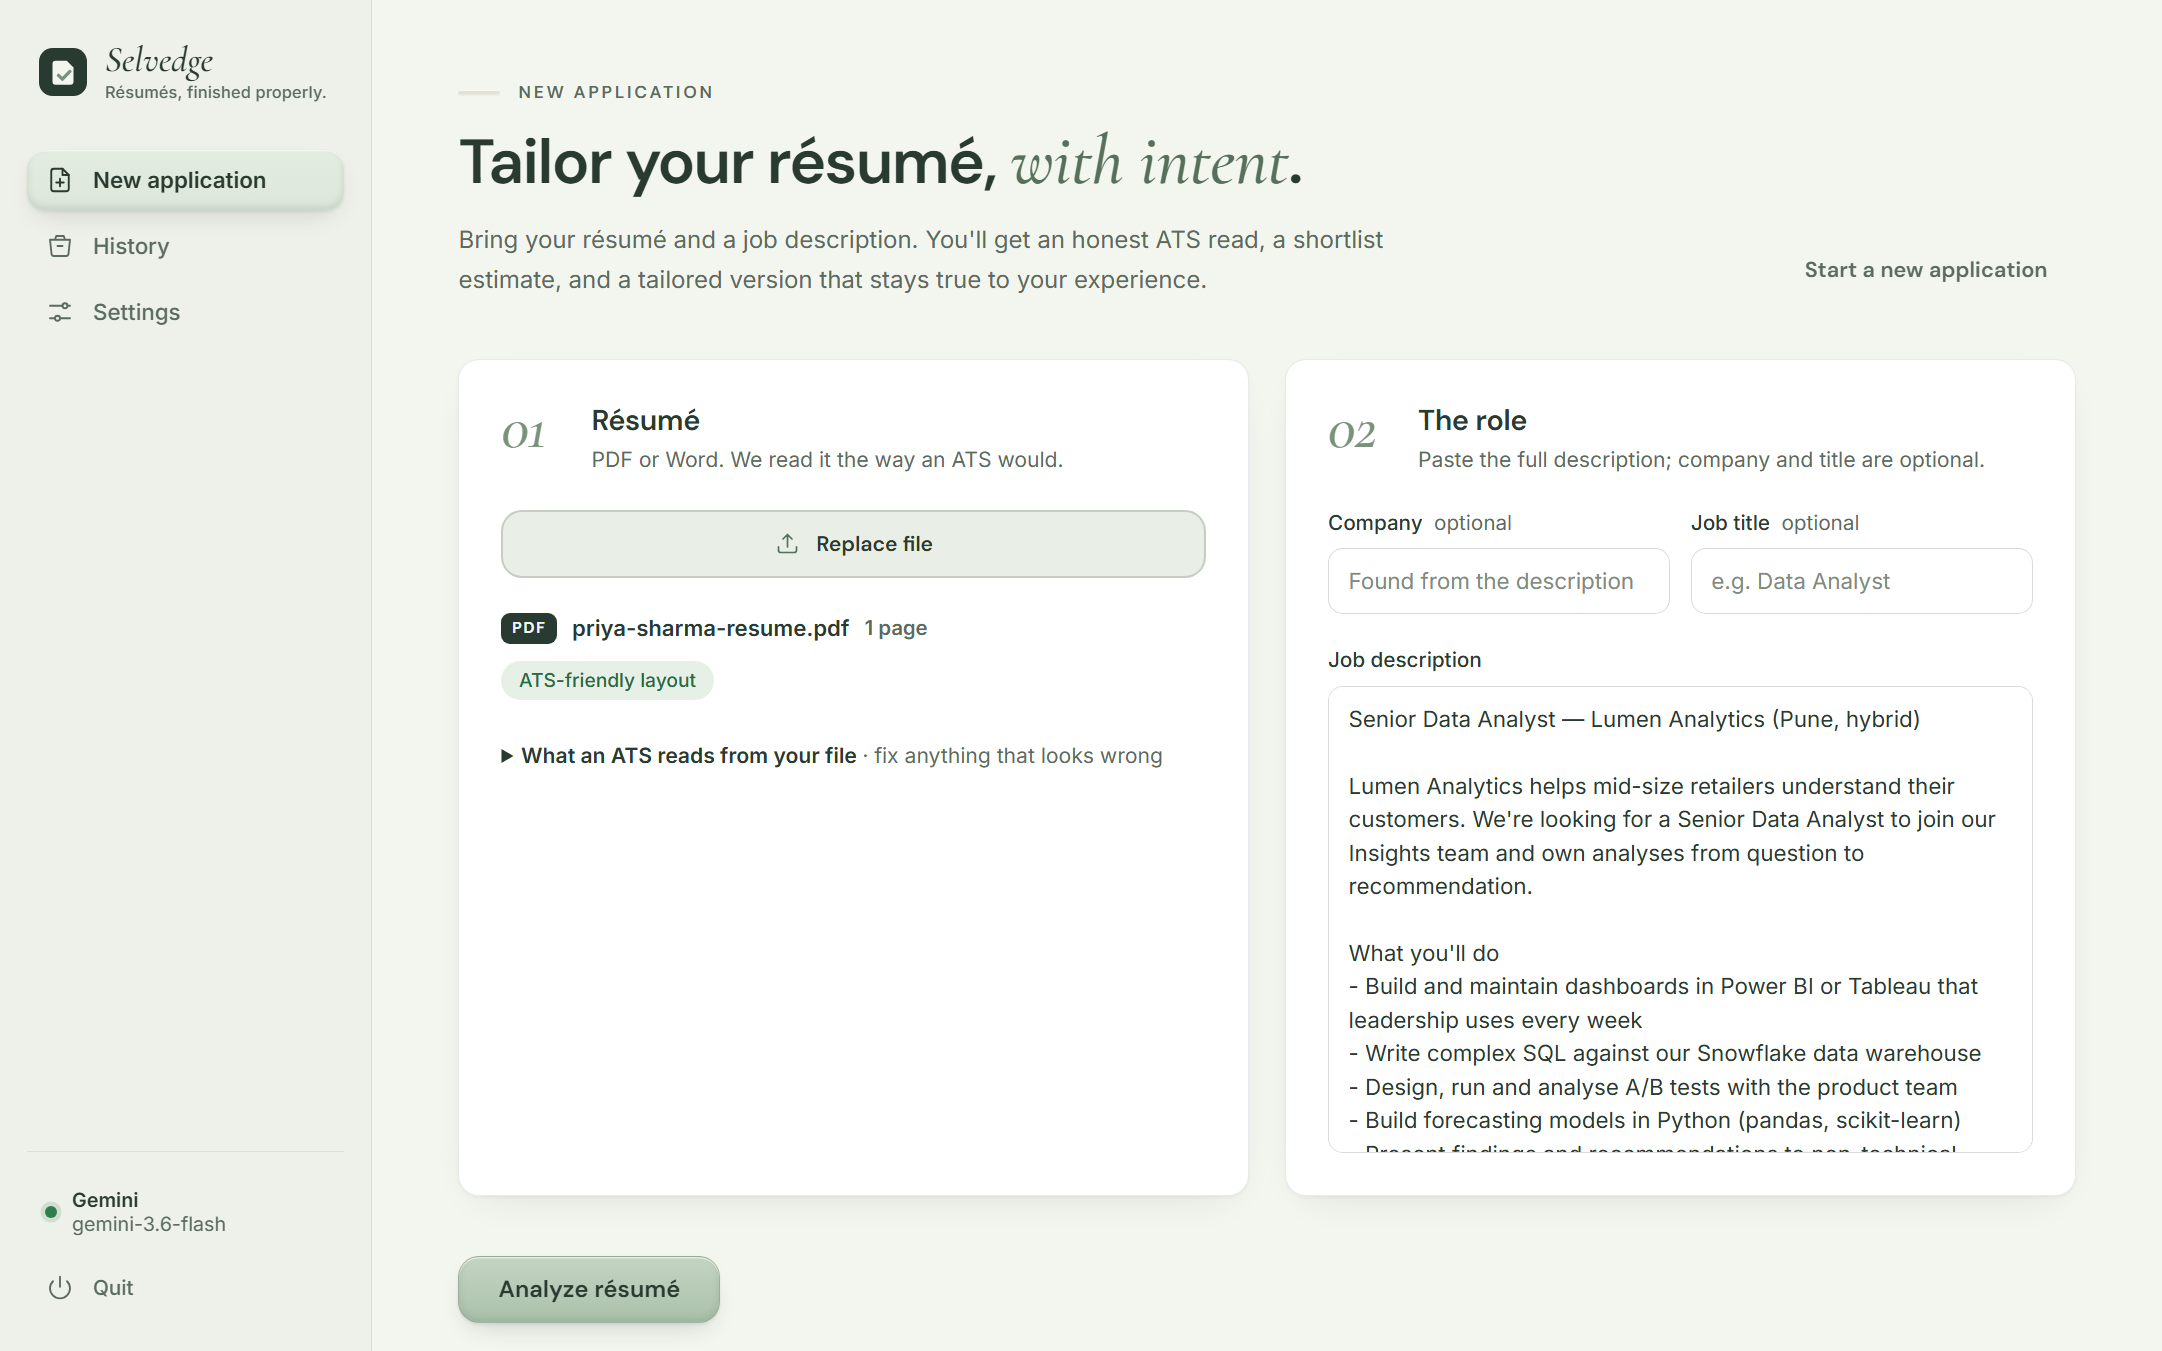 Selvedge
Résumés, finished properly.
New application
History
Settings
Gemini
gemini-3.6-flash
Quit
NEW APPLICATION
Tailor your résumé, with intent.
Bring your résumé and a job description. You'll get an honest ATS read, a shortlist
estimate, and a tailored version that stays true to your experience.
Start a new application
01
Résumé
PDF or Word. We read it the way an ATS would.
Replace file
PDF priya-sharma-resume.pdf 1 page
ATS-friendly layout
What an ATS reads from your file · fix anything that looks wrong
02
The role
Paste the full description; company and title are optional.
Company optional
Found from the description
Job title optional
e.g. Data Analyst
Job description
Senior Data Analyst — Lumen Analytics (Pune, hybrid)
Lumen Analytics helps mid-size retailers understand their
customers. We're looking for a Senior Data Analyst to join our
Insights team and own analyses from question to
recommendation.
What you'll do
- Build and maintain dashboards in Power BI or Tableau that
leadership uses every week
- Write complex SQL against our Snowflake data warehouse
- Design, run and analyse A/B tests with the product team
- Build forecasting models in Python (pandas, scikit-learn)
- Present findings and recommendations to non-technical
Analyze résumé